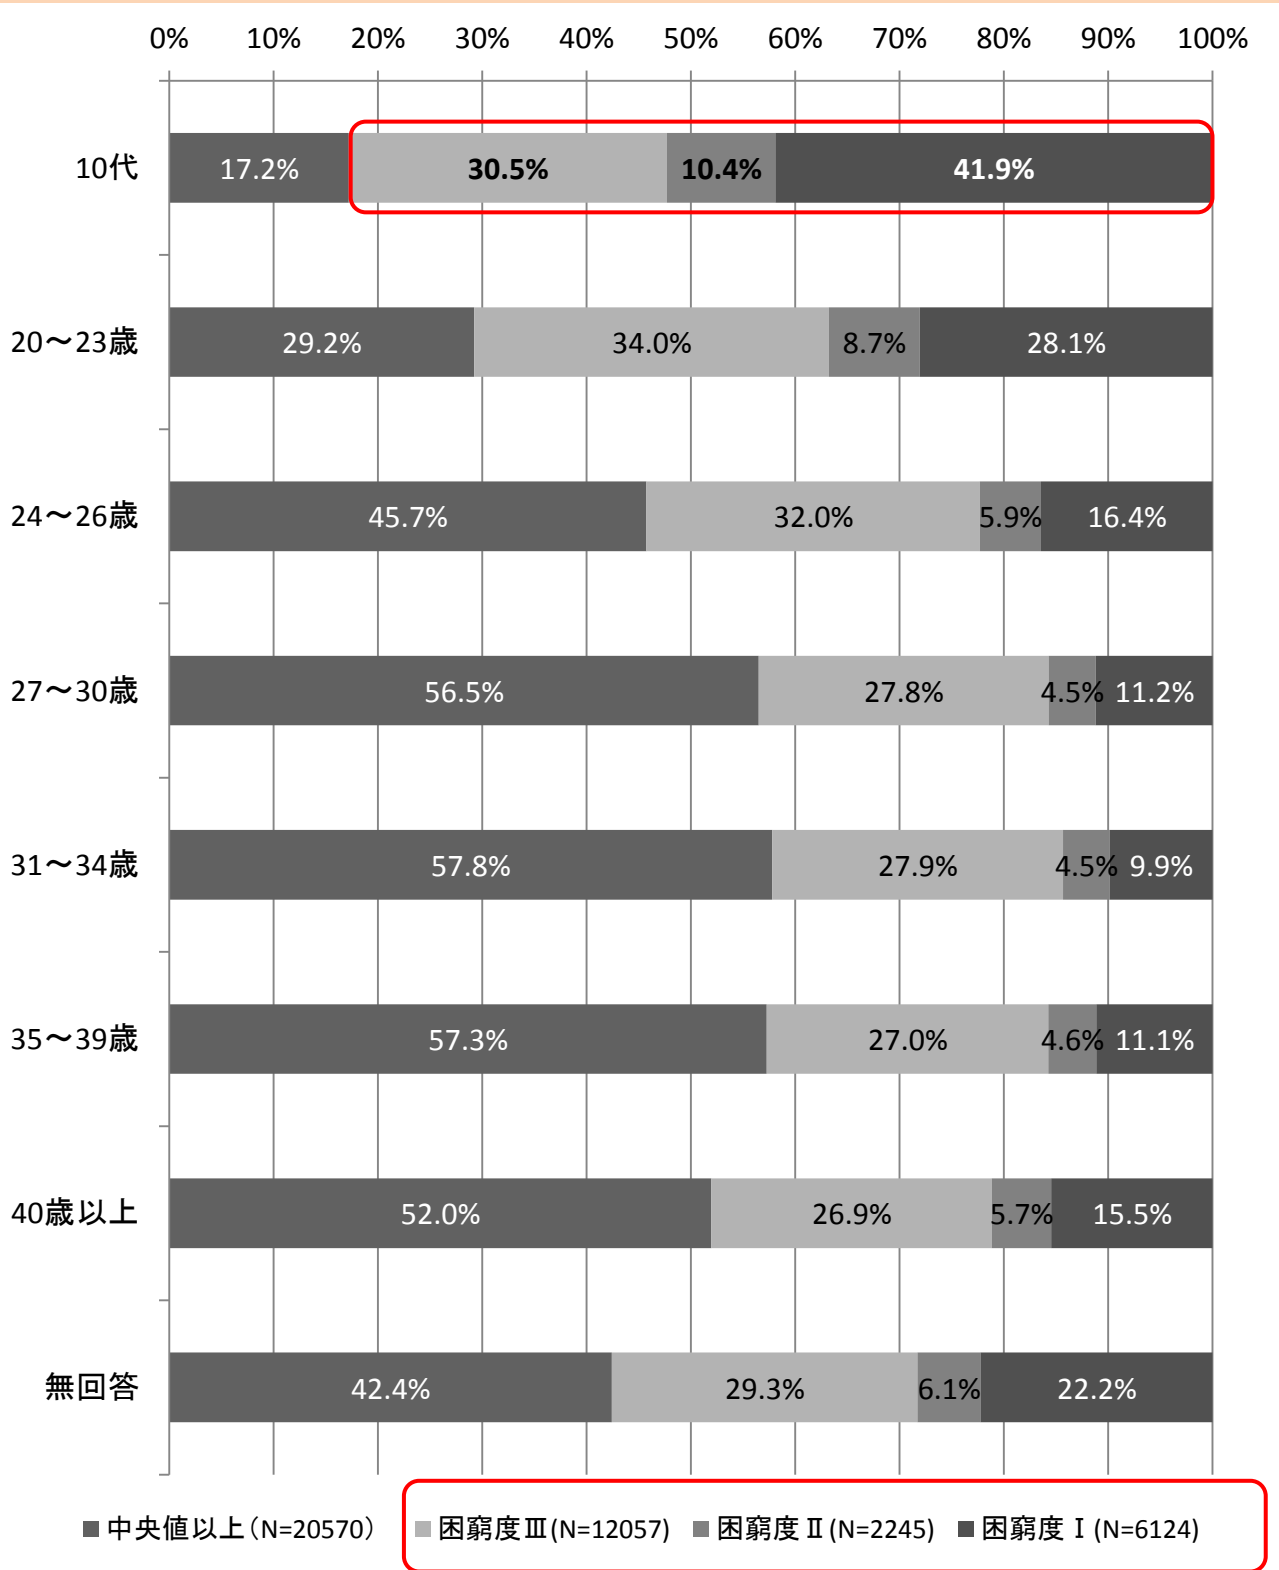 0% 10% 20% 30% 40% 50% 60% 70% 80% 90% 100%
10代 17.2% 30.5% 10.4% 41.9%
20～23歳 29.2% 34.0% 8.7% 28.1%
24～26歳 45.7% 32.0% 5.9% 16.4%
27～30歳 56.5% 27.8% 4.5% 11.2%
31～34歳 57.8% 27.9% 4.5% 9.9%
35～39歳 57.3% 27.0% 4.6% 11.1%
40歳以上 52.0% 26.9% 5.7% 15.5%
無回答 42.4% 29.3% 6.1% 22.2%
中央値以上（N=20570） 困窮度Ⅲ(N=12057) 困窮度Ⅱ(N=2245) 困窮度Ⅰ(N=6124)